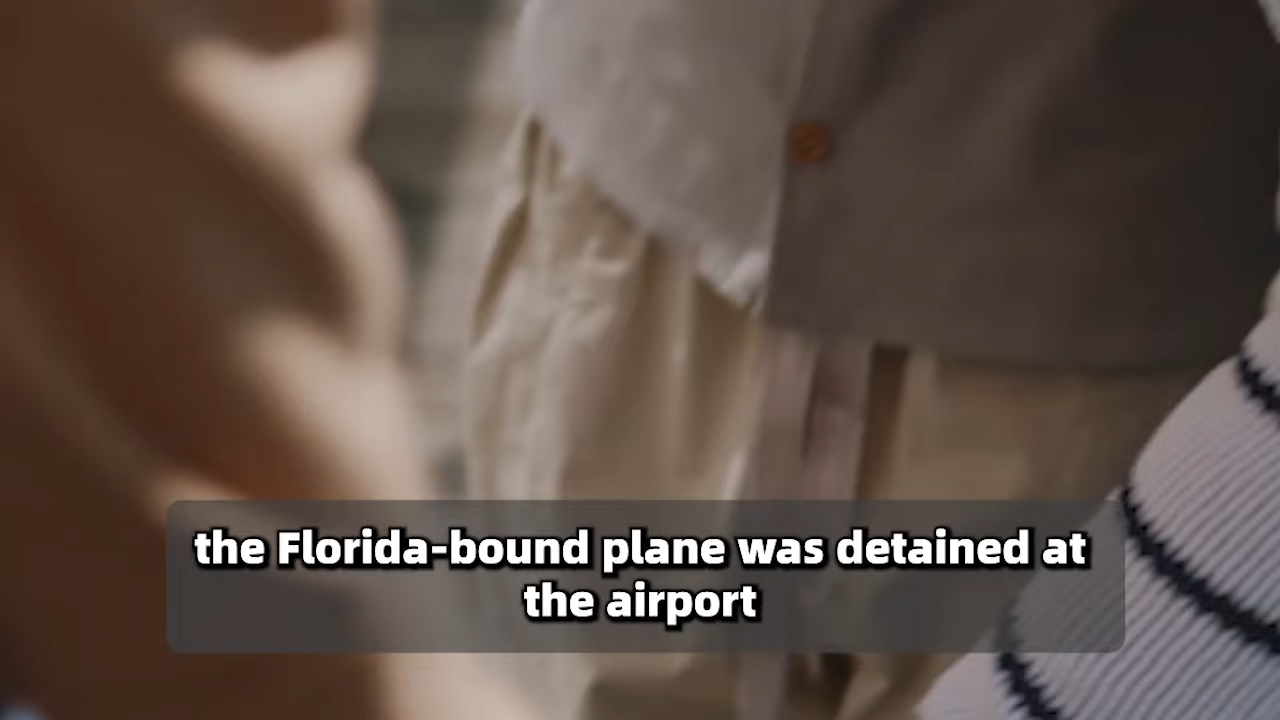 the Florida-bound plane was detained at
the airport